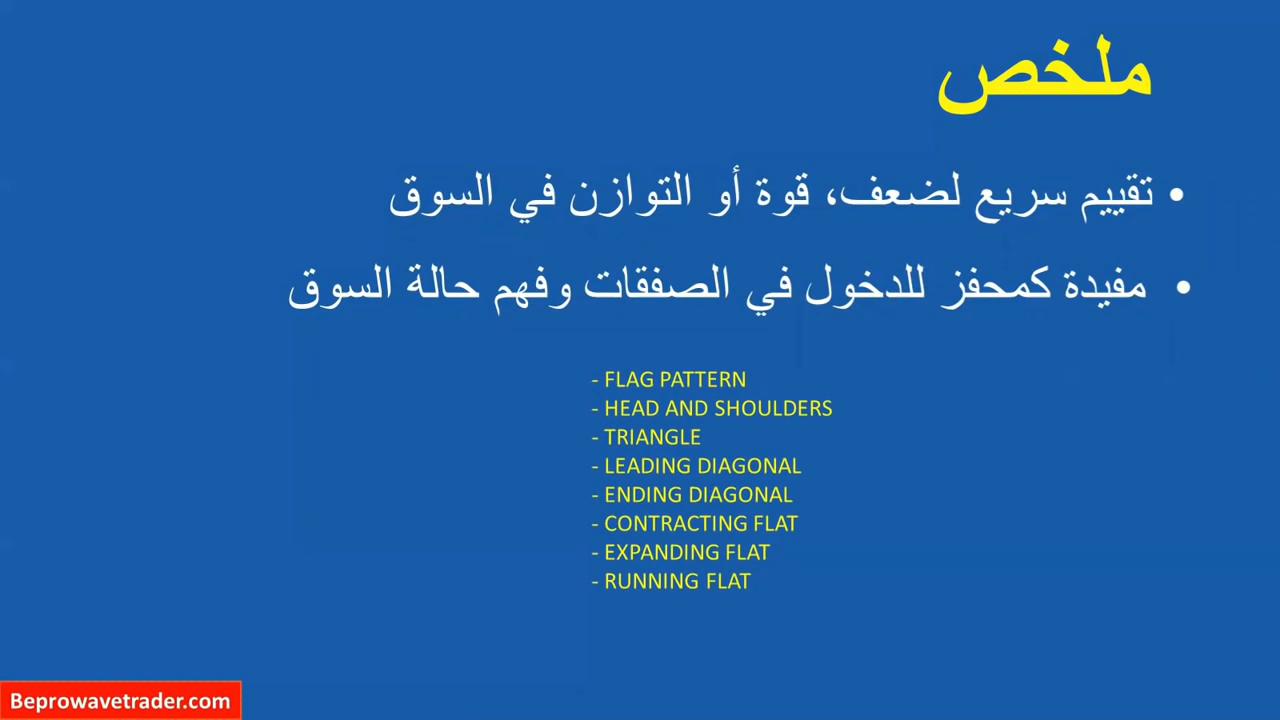 ملخص
• تقييم سريع لضعف، قوة أو التوازن في السوق
• مفيدة كمحفز للدخول في الصفقات وفهم حالة السوق
- FLAG PATTERN
- HEAD AND SHOULDERS
- TRIANGLE
- LEADING DIAGONAL
- ENDING DIAGONAL
- CONTRACTING FLAT
- EXPANDING FLAT
- RUNNING FLAT
Beprowavetrader.com